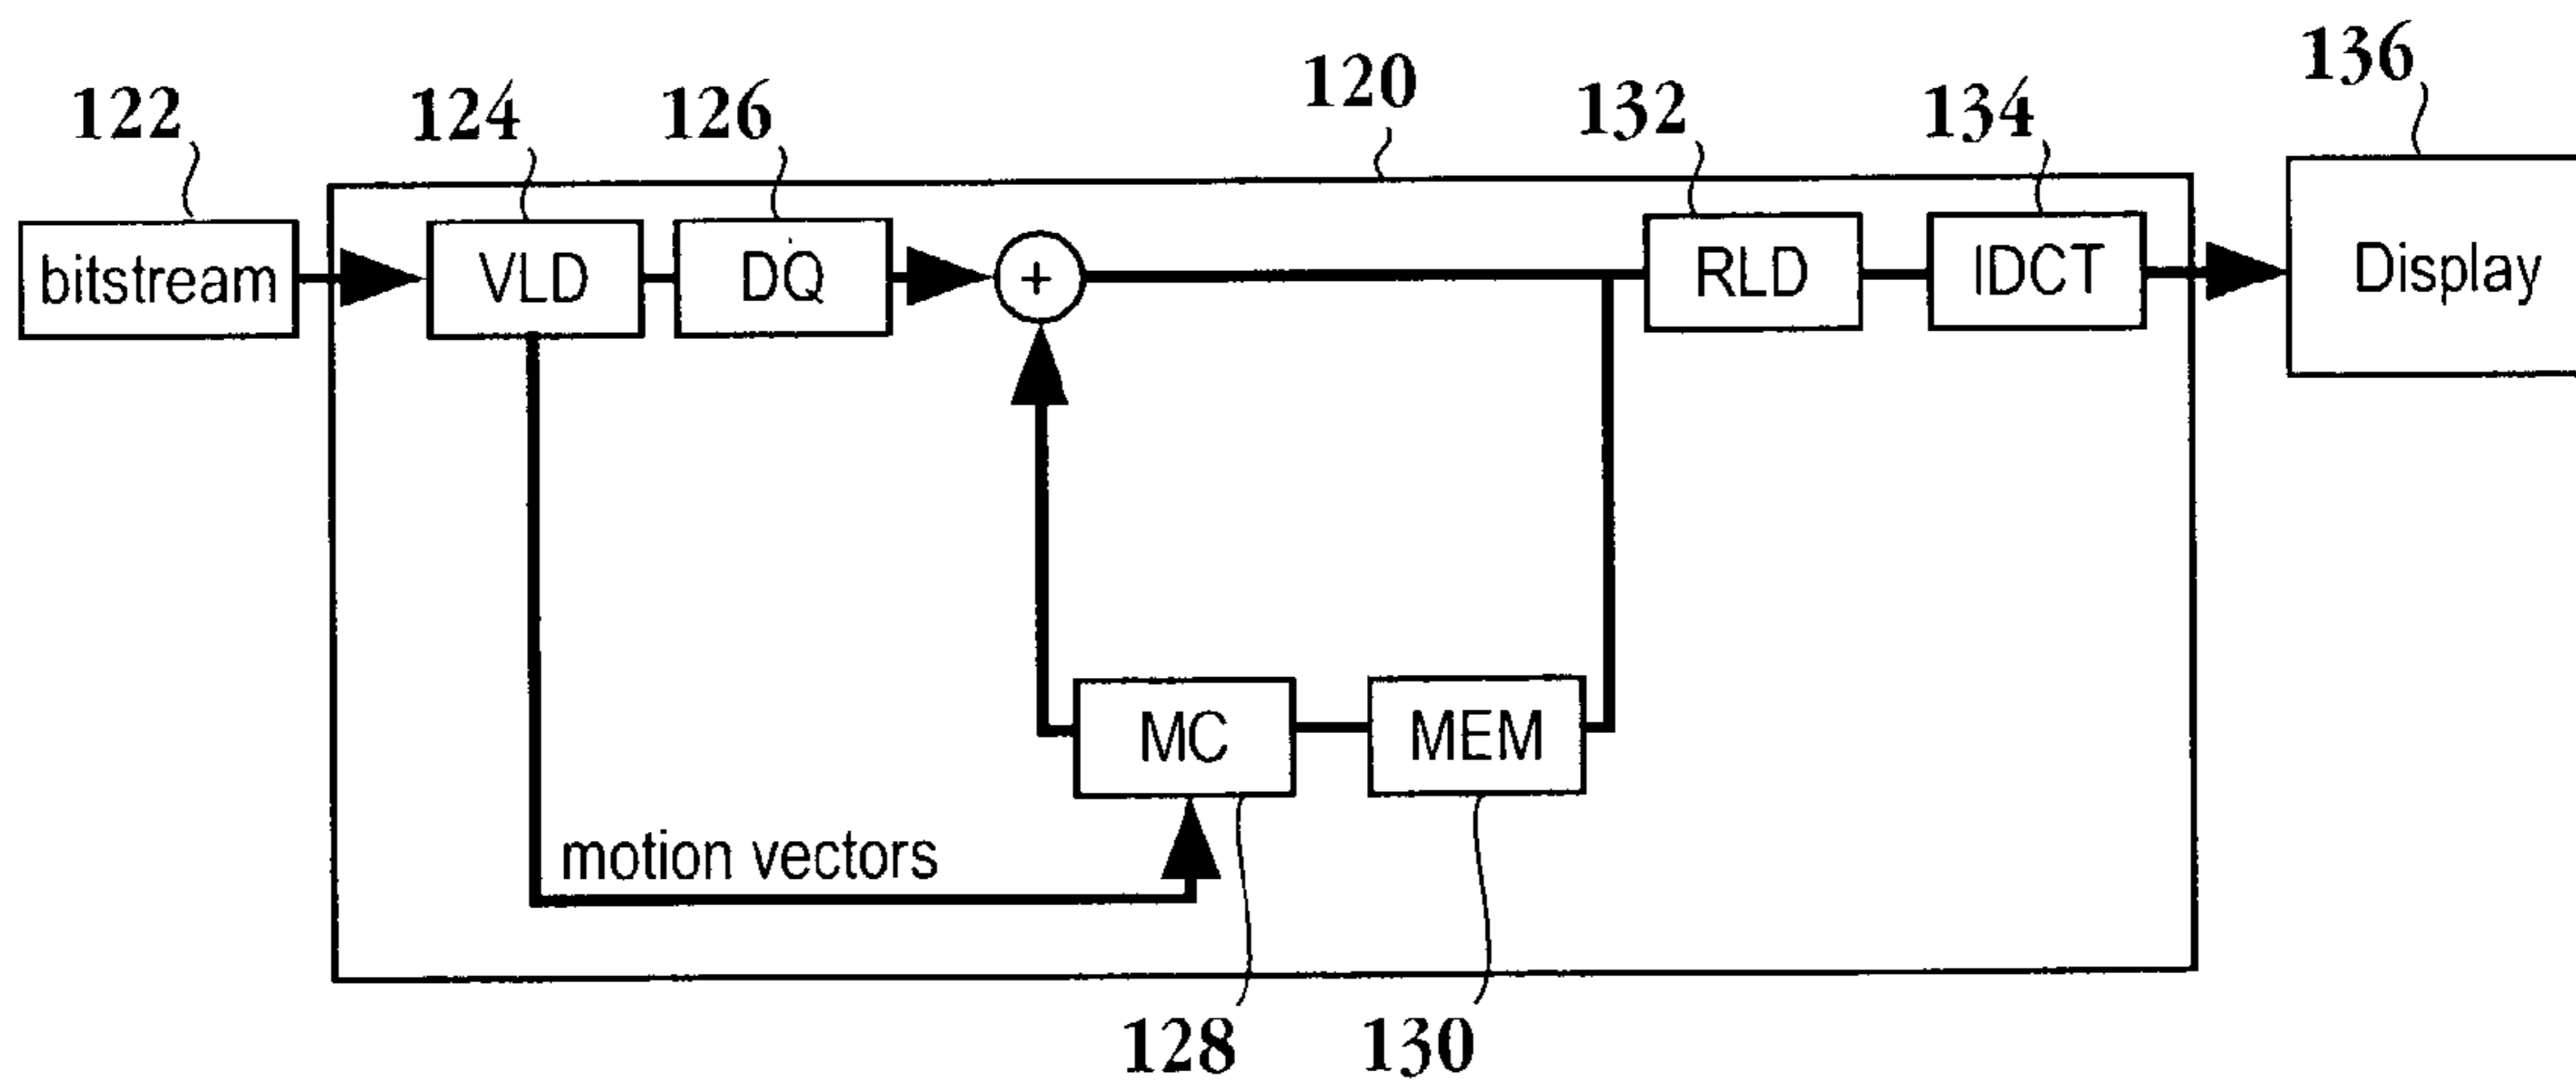 122
124
126
120
132
134
136
bitstream
VLD
DQ
+
RLD
IDCT
Display
MC
MEM
motion vectors
128
130